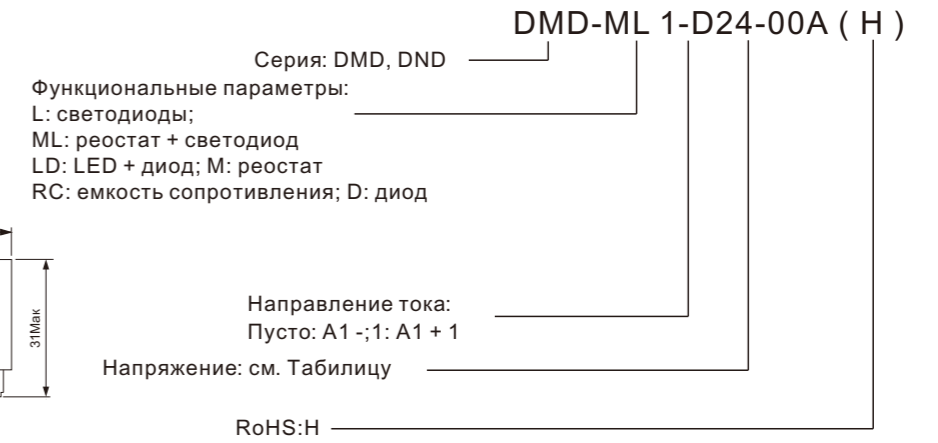 DMD-ML 1-D24-00A ( H )
Серия: DMD, DND
Функциональные параметры:
L: светодиоды;
ML: реостат + светодиод
LD: LED + диод; M: реостат
RC: емкость сопротивления; D: диод
31Мак
Направление тока:
Пусто: A1 -;1: A1 + 1
Напряжение: см. Табилицу
RoHS:H